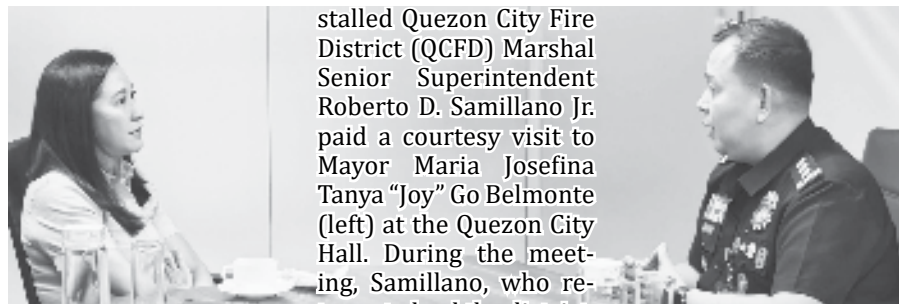 stalled Quezon City Fire
District (QCFD) Marshal
Senior Superintendent
Roberto D. Samillano Jr.
paid a courtesy visit to
Mayor Maria Josefina
Tanya “Joy” Go Belmonte
(left) at the Quezon City
Hall. During the meet-
ing, Samillano, who re-